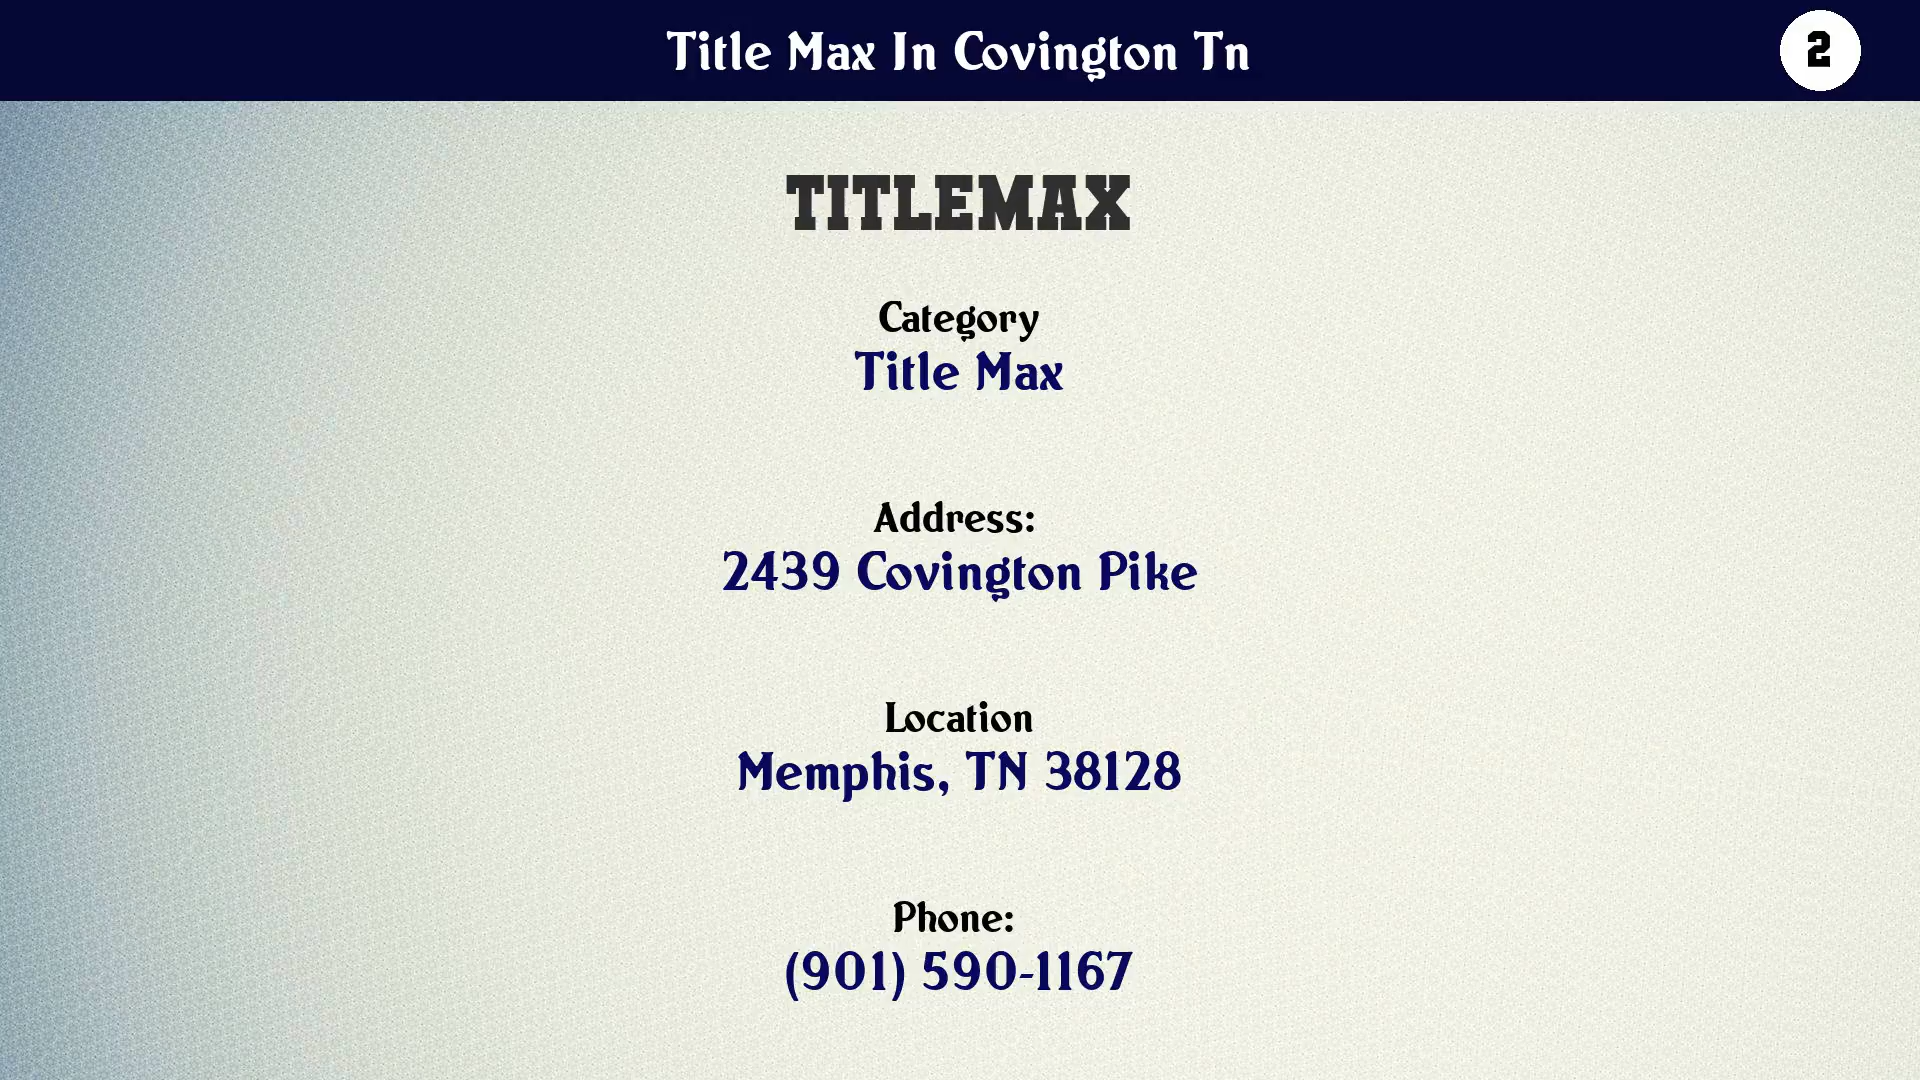 Title Max In Covington Tn
2
TITLEMAX
Category
Title Max
Address:
2439 Covington Pike
Location
Memphis, TN 38128
Phone:
(901) 590-1167